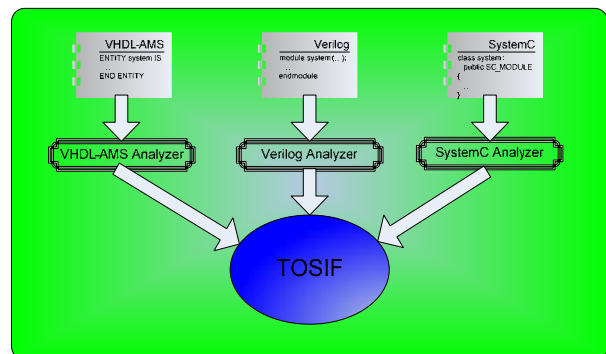 VHDL-AMS
ENTITY system IS
..
END ENTITY
Verilog
module system(.. );
..
endmodule
SystemC
class system:
public SC_MODULE
{
..
}
VHDL-AMS Analyzer
Verilog Analyzer
SystemC Analyzer
TOSIF